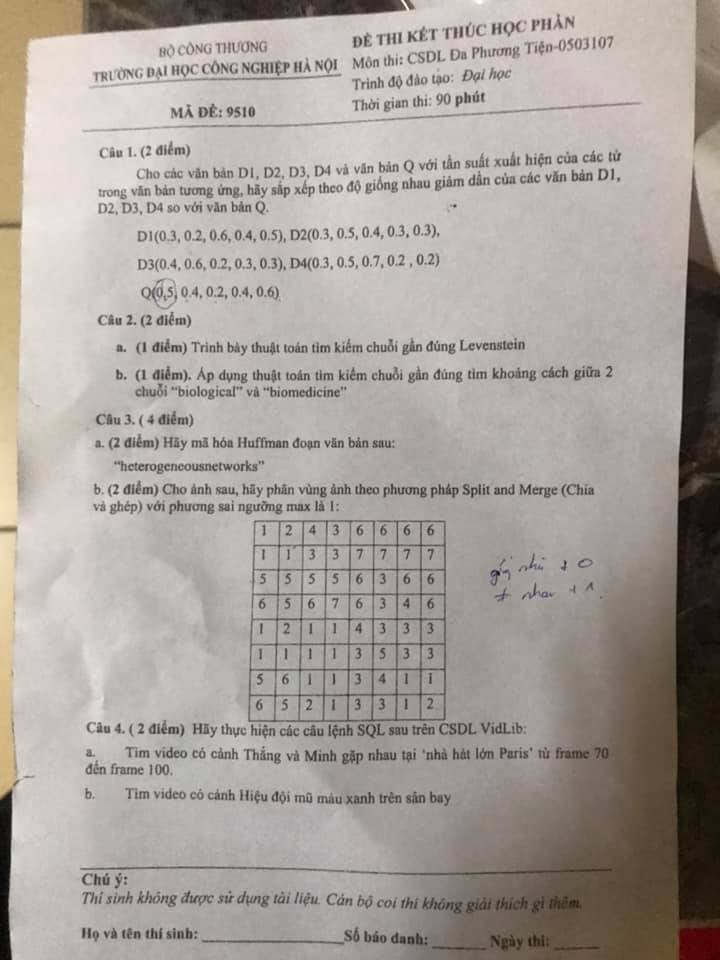 BỘ CÔNG THƯƠNG
TRƯỜNG ĐẠI HỌC CÔNG NGHIỆP HÀ NỘI
MÃ ĐỀ: 9510
ĐỀ THI KẾT THÚC HỌC PHẦN
Môn thi: CSDL Đa Phương Tiện-0503107
Trình độ đào tạo: Đại học
Thời gian thi: 90 phút
Câu 1. (2 điểm)
Cho các văn bản D1, D2, D3, D4 và văn bản Q với tần suất xuất hiện của các từ
trong văn bản tương ứng, hãy sắp xếp theo độ giống nhau giảm dần của các văn bản D1,
D2, D3, D4 so với văn bản Q.
D1(0.3, 0.2, 0.6, 0.4, 0.5), D2(0.3, 0.5, 0.4, 0.3, 0.3),
D3(0.4, 0.6, 0.2, 0.3, 0.3), D4(0.3, 0.5, 0.7, 0.2 , 0.2)
Q(0,5, 0.4, 0.2, 0.4, 0.6)
Câu 2. (2 điểm)
a. (1 điểm) Trình bày thuật toán tìm kiếm chuỗi gần đúng Levenstein
b. (1 điểm). Áp dụng thuật toán tìm kiếm chuỗi gần đúng tìm khoảng cách giữa 2
chuỗi “biological” và “biomedicine”
Câu 3. ( 4 điểm)
a. (2 điểm) Hãy mã hóa Huffman đoạn văn bản sau:
“heterogeneousnetworks”
b. (2 điểm) Cho ảnh sau, hãy phân vùng ảnh theo phương pháp Split and Merge (Chia
và ghép) với phương sai ngưỡng max là 1:
1 2 4 3 6 6 6 6
1 1 3 3 7 7 7 7
5 5 5 5 6 3 6 6
6 5 6 7 6 3 4 6
1 2 1 1 4 3 3 3
1 1 1 1 3 5 3 3
5 6 1 1 3 4 1 1
6 5 2 1 3 3 1 2
nhau + 1
Câu 4. ( 2 điểm) Hãy thực hiện các câu lệnh SQL sau trên CSDL VidLib:
a. Tìm video có cảnh Thắng và Minh gặp nhau tại ‘nhà hát lớn Paris’ từ frame 70
đến frame 100.
b. Tìm video có cảnh Hiệu đội mũ màu xanh trên sân bay
Chú ý:
Thí sinh không được sử dụng tài liệu. Cán bộ coi thi không giải thích gì thêm.
Họ và tên thí sinh: Số báo danh: Ngày thi: